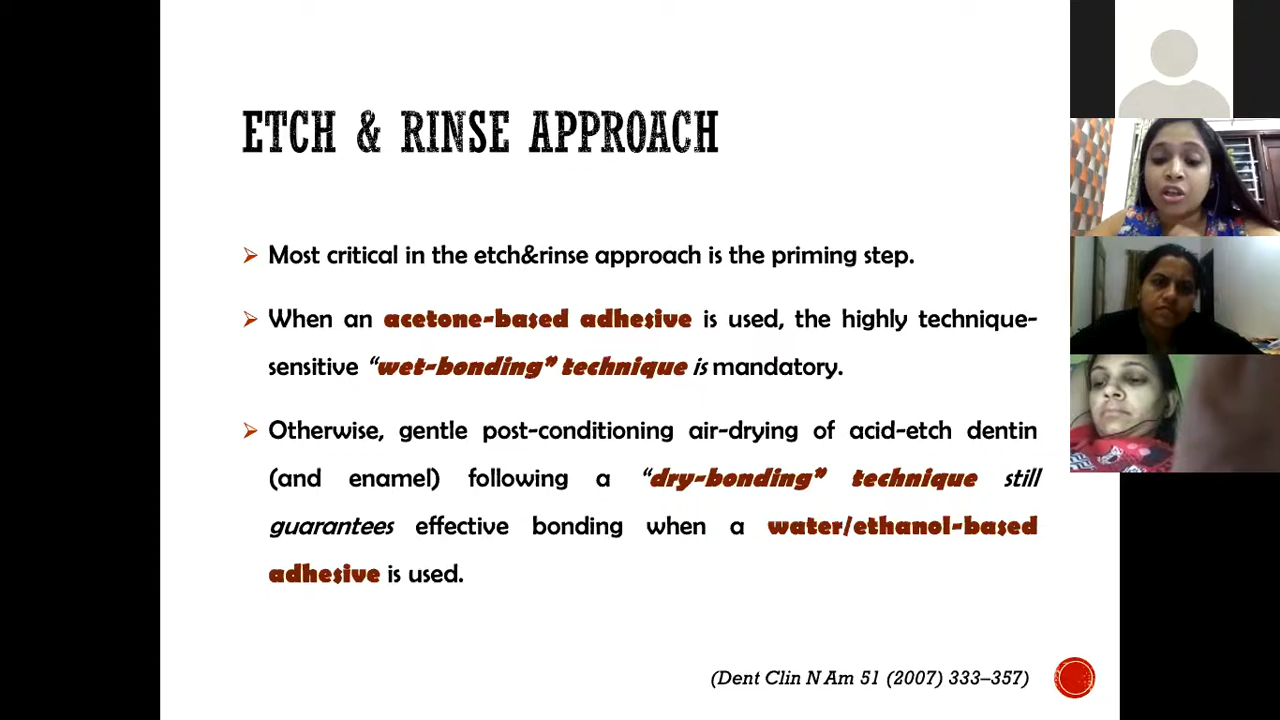 ETCH & RINSE APPROACH
➢ Most critical in the etch&rinse approach is the priming step.
➢ When an acetone-based adhesive is used, the highly technique-
sensitive “wet-bonding” technique is mandatory.
➢ Otherwise, gentle post-conditioning air-drying of acid-etch dentin
(and enamel) following a “dry-bonding” technique still
guarantees effective bonding when a water/ethanol-based
adhesive is used.
(Dent Clin N Am 51 (2007) 333–357)